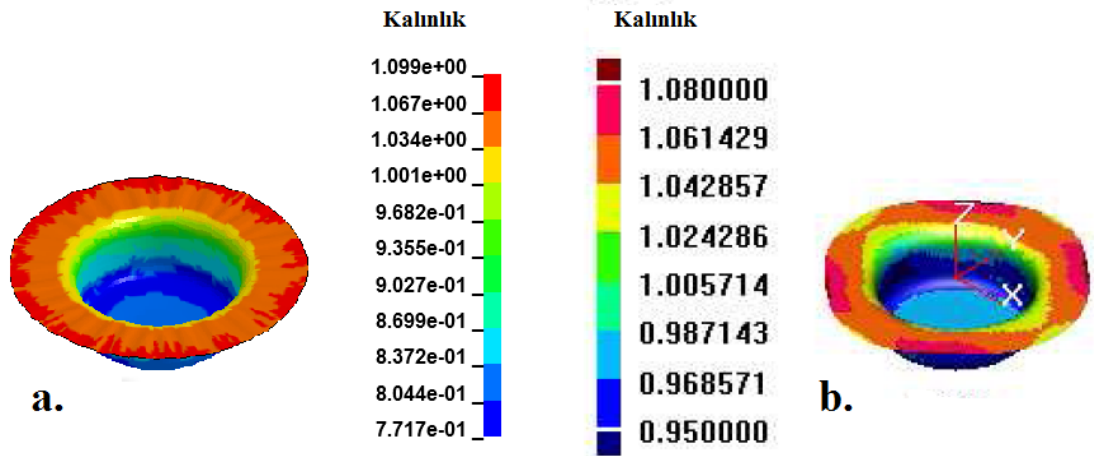 Kalınlık
1.099e+00
1.067e+00
1.034e+00
1.001e+00
9.682e-01
9.355e-01
9.027e-01
8.699e-01
8.372e-01
8.044e-01
7.717e-01
a.
Kalınlık
1.080000
1.061429
1.042857
1.024286
1.005714
0.987143
0.968571
0.950000
Z
Y
X
b.